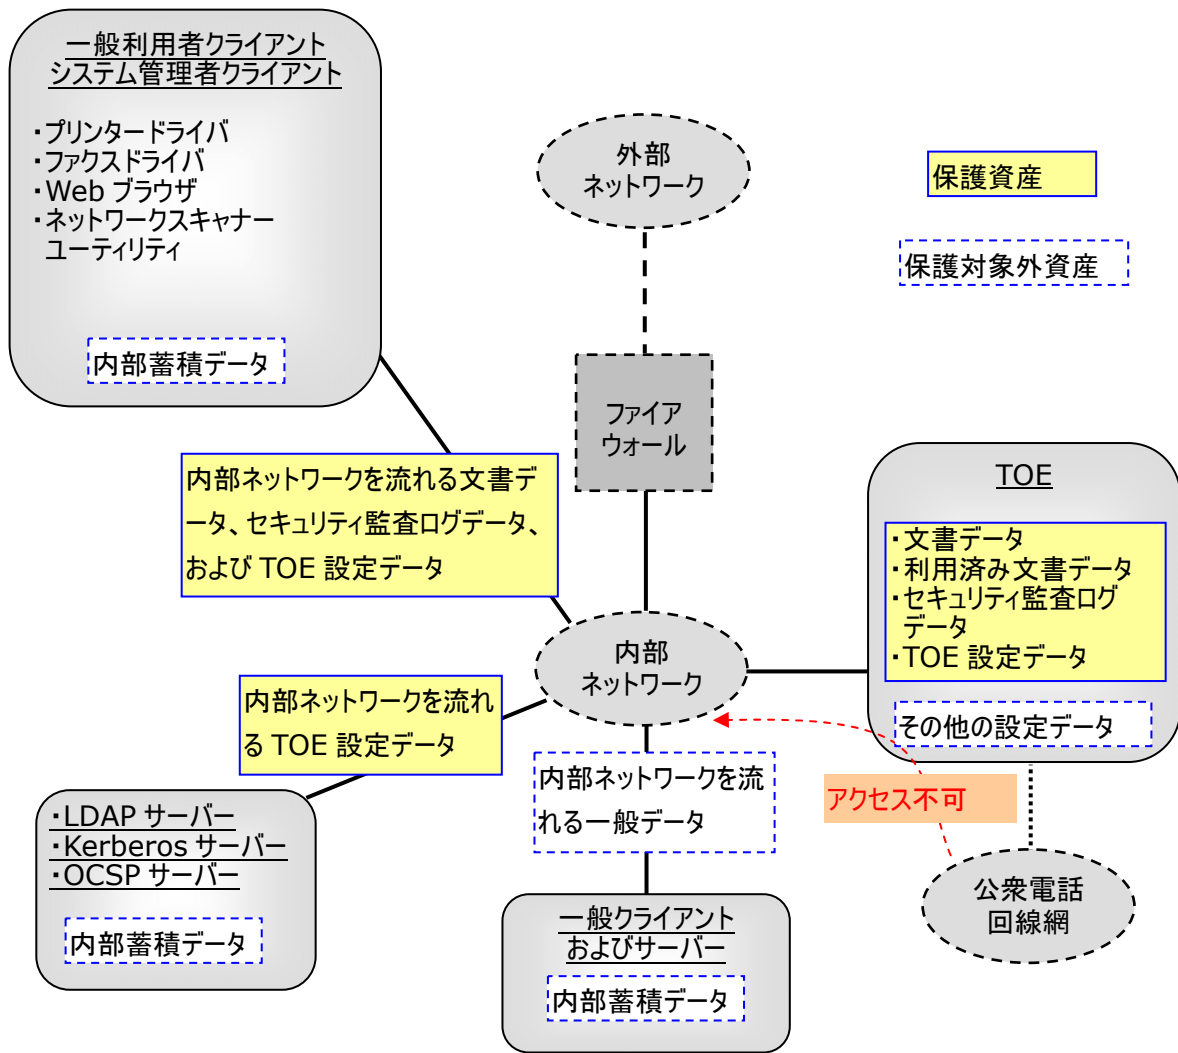 一般利用者クライアント
システム管理者クライアント
・プリンタードライバ
・ファクスドライバ
・Web ブラウザ
・ネットワークスキャナー
ユーティリティ
内部蓄積データ
外部
ネットワーク
保護資産
保護対象外資産
ファイア
ウォール
内部ネットワークを流れる文書デ
ータ、セキュリティ監査ログデータ、
および TOE 設定データ
TOE
・文書データ
・利用済み文書データ
・セキュリティ監査ログ
データ
・TOE 設定データ
その他の設定データ
内部
ネットワーク
内部ネットワークを流れ
る TOE 設定データ
内部ネットワークを流
れる一般データ
アクセス不可
・LDAP サーバー
・Kerberos サーバー
・OCSP サーバー
内部蓄積データ
一般クライアント
およびサーバー
内部蓄積データ
公衆電話
回線網